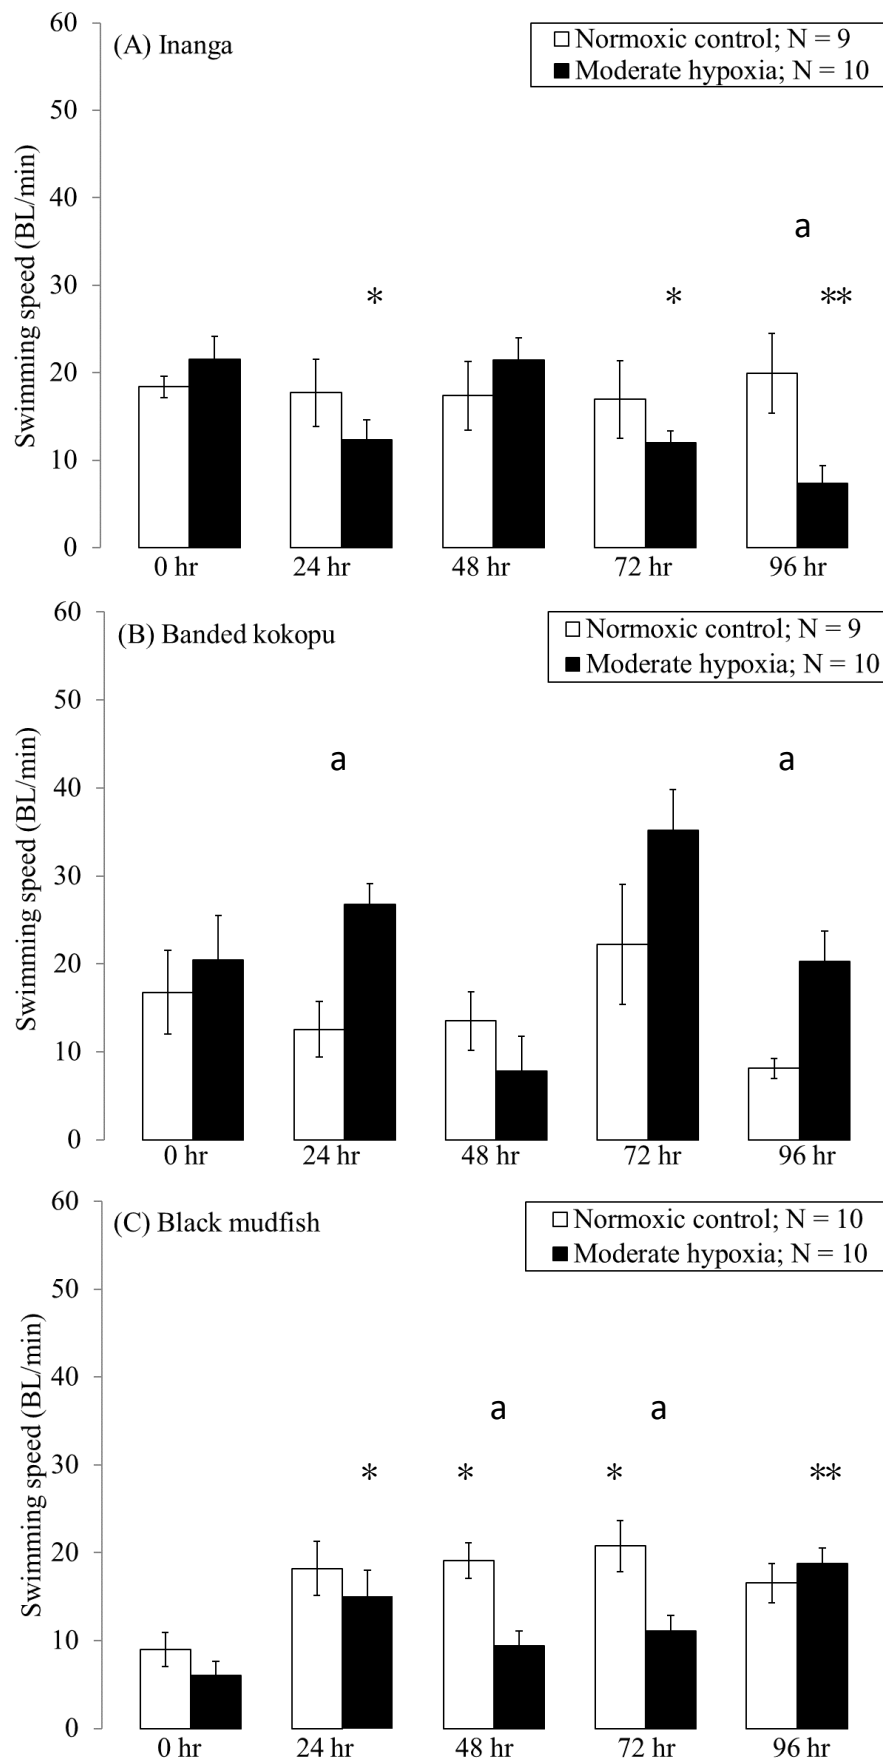 60
(A) Inanga
Normoxic control; N = 9
Moderate hypoxia; N = 10
50
40
30
20
10
0
Swimming speed (BL/min)
a
* * **
0 hr 24 hr 48 hr 72 hr 96 hr
60
(B) Banded kokopu
Normoxic control; N = 9
Moderate hypoxia; N = 10
50
40
30
20
10
0
Swimming speed (BL/min)
a a
0 hr 24 hr 48 hr 72 hr 96 hr
60
(C) Black mudfish
Normoxic control; N = 10
Moderate hypoxia; N = 10
50
40
30
20
10
0
Swimming speed (BL/min)
a a
* * * **
0 hr 24 hr 48 hr 72 hr 96 hr